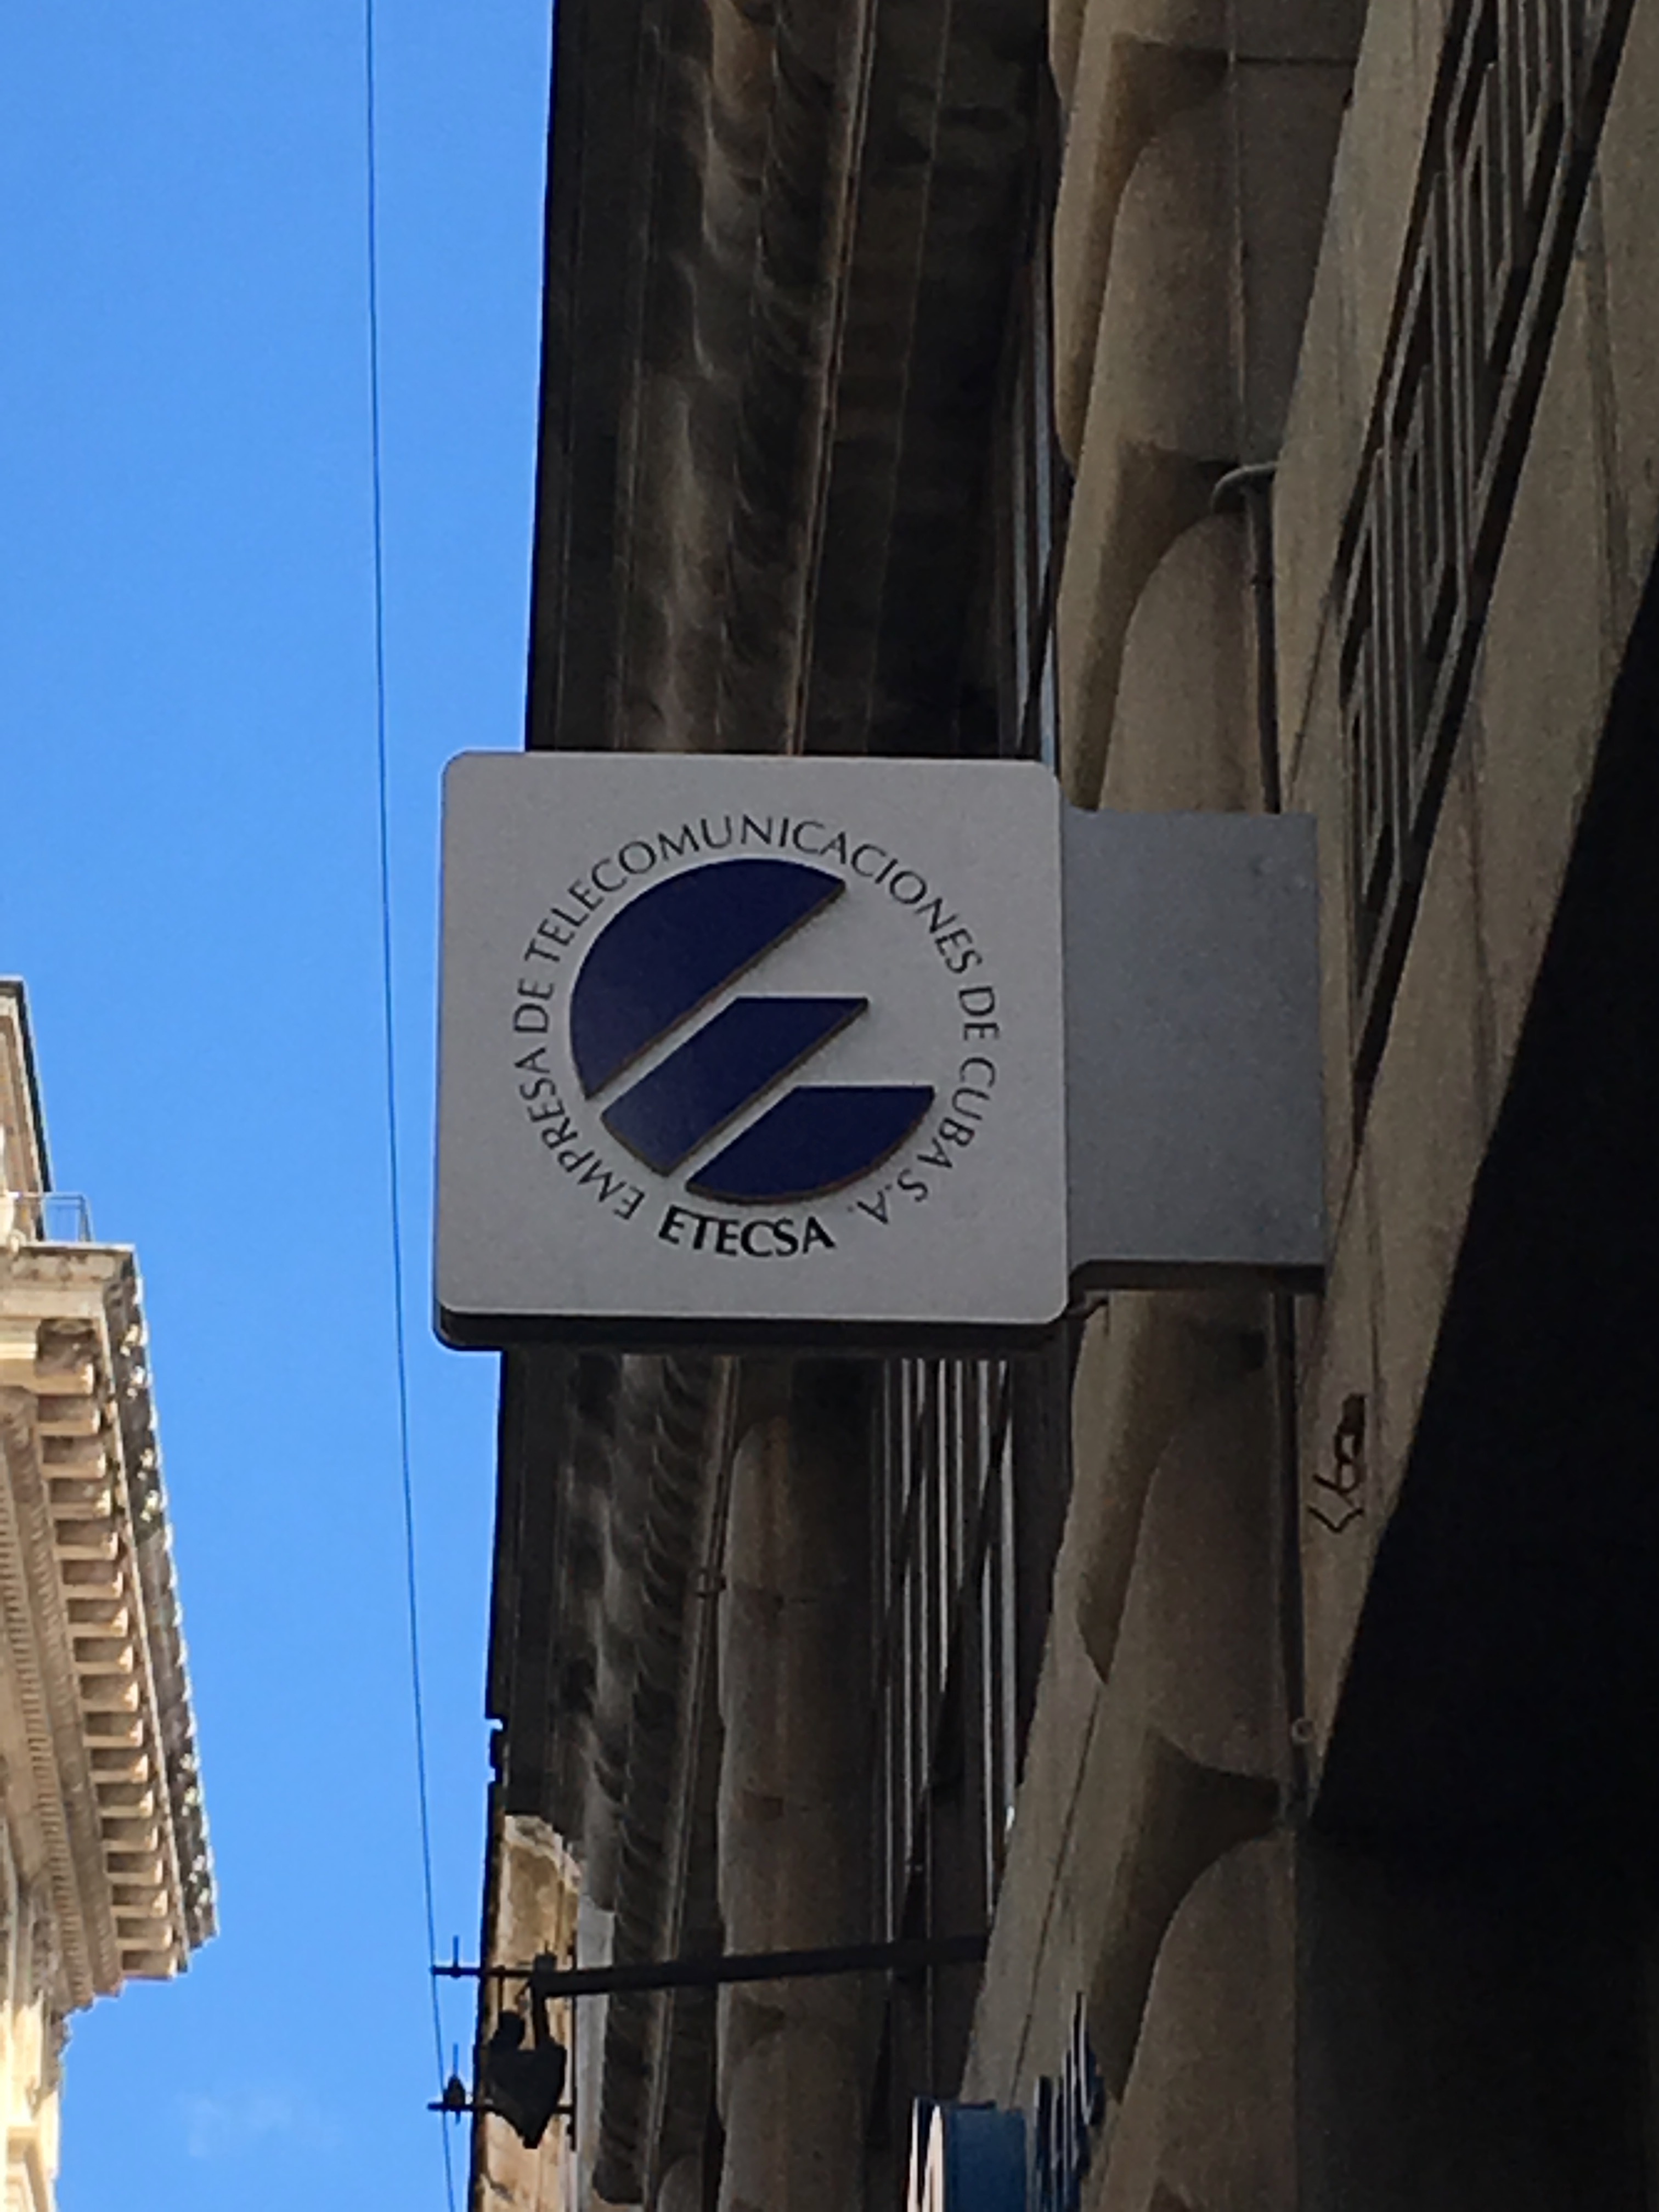 EMPRESA DE TELECOMUNICACIONES DE CUBA S.A.
ETECSA